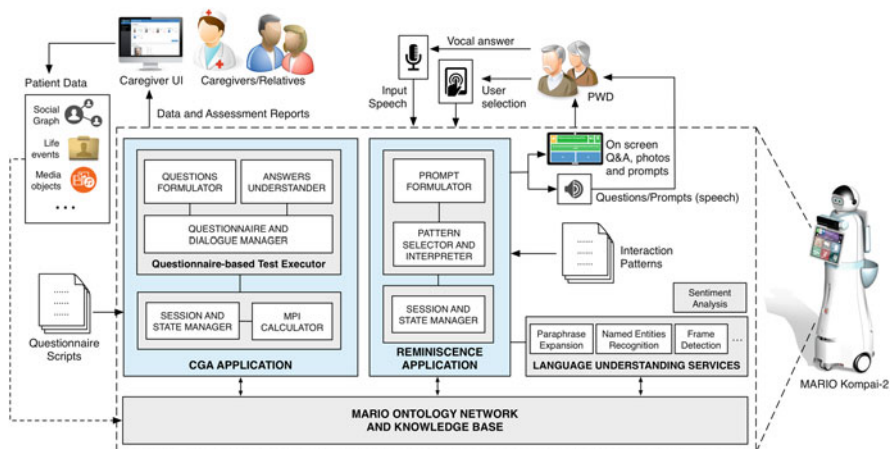 Patient Data
Caregiver UI
Caregivers/Relatives
Vocal answer
Input
Speech
User
selection
PWD
Social
Graph
Life
events
Media
objects
...
Data and Assessment Reports
On screen
Q&A, photos
and prompts
Questions/Prompts (speech)
QUESTIONS
FORMULATOR
ANSWERS
UNDERSTANDER
QUESTIONNAIRE AND
DIALOGUE MANAGER
Questionnaire-based Test Executor
SESSION AND
STATE MANAGER
MPI
CALCULATOR
CGA APPLICATION
Questionnaire
Scripts
PROMPT
FORMULATOR
PATTERN
SELECTOR AND
INTERPRETER
SESSION AND
STATE MANAGER
REMINISCENCE
APPLICATION
Interaction
Patterns
Sentiment
Analysis
Paraphrase
Expansion
Named Entities
Recognition
Frame
Detection
...
LANGUAGE UNDERSTANDING SERVICES
MARIO Kompai-2
MARIO ONTOLOGY NETWORK
AND KNOWLEDGE BASE